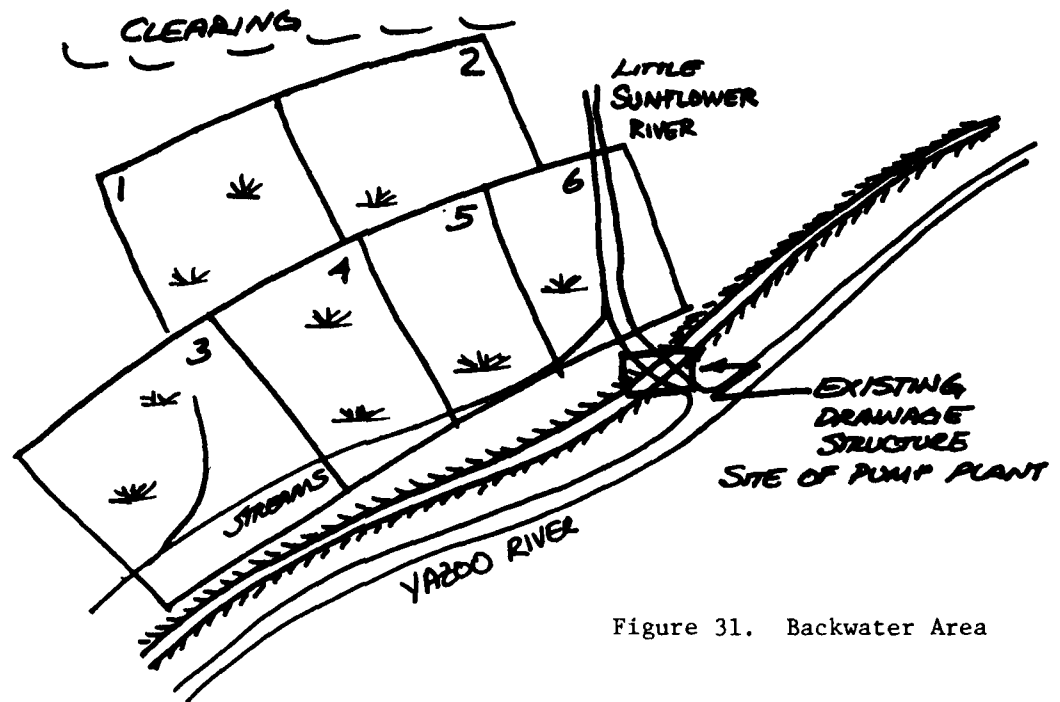 CLEARING
2
LITTLE
SUNFLOWER
RIVER
1
6
5
4
3
EXISTING
DRAINAGE
STRUCTURE
SITE OF PUMP PLANT
STREAMS
YAZOO RIVER
Figure 31. Backwater Area